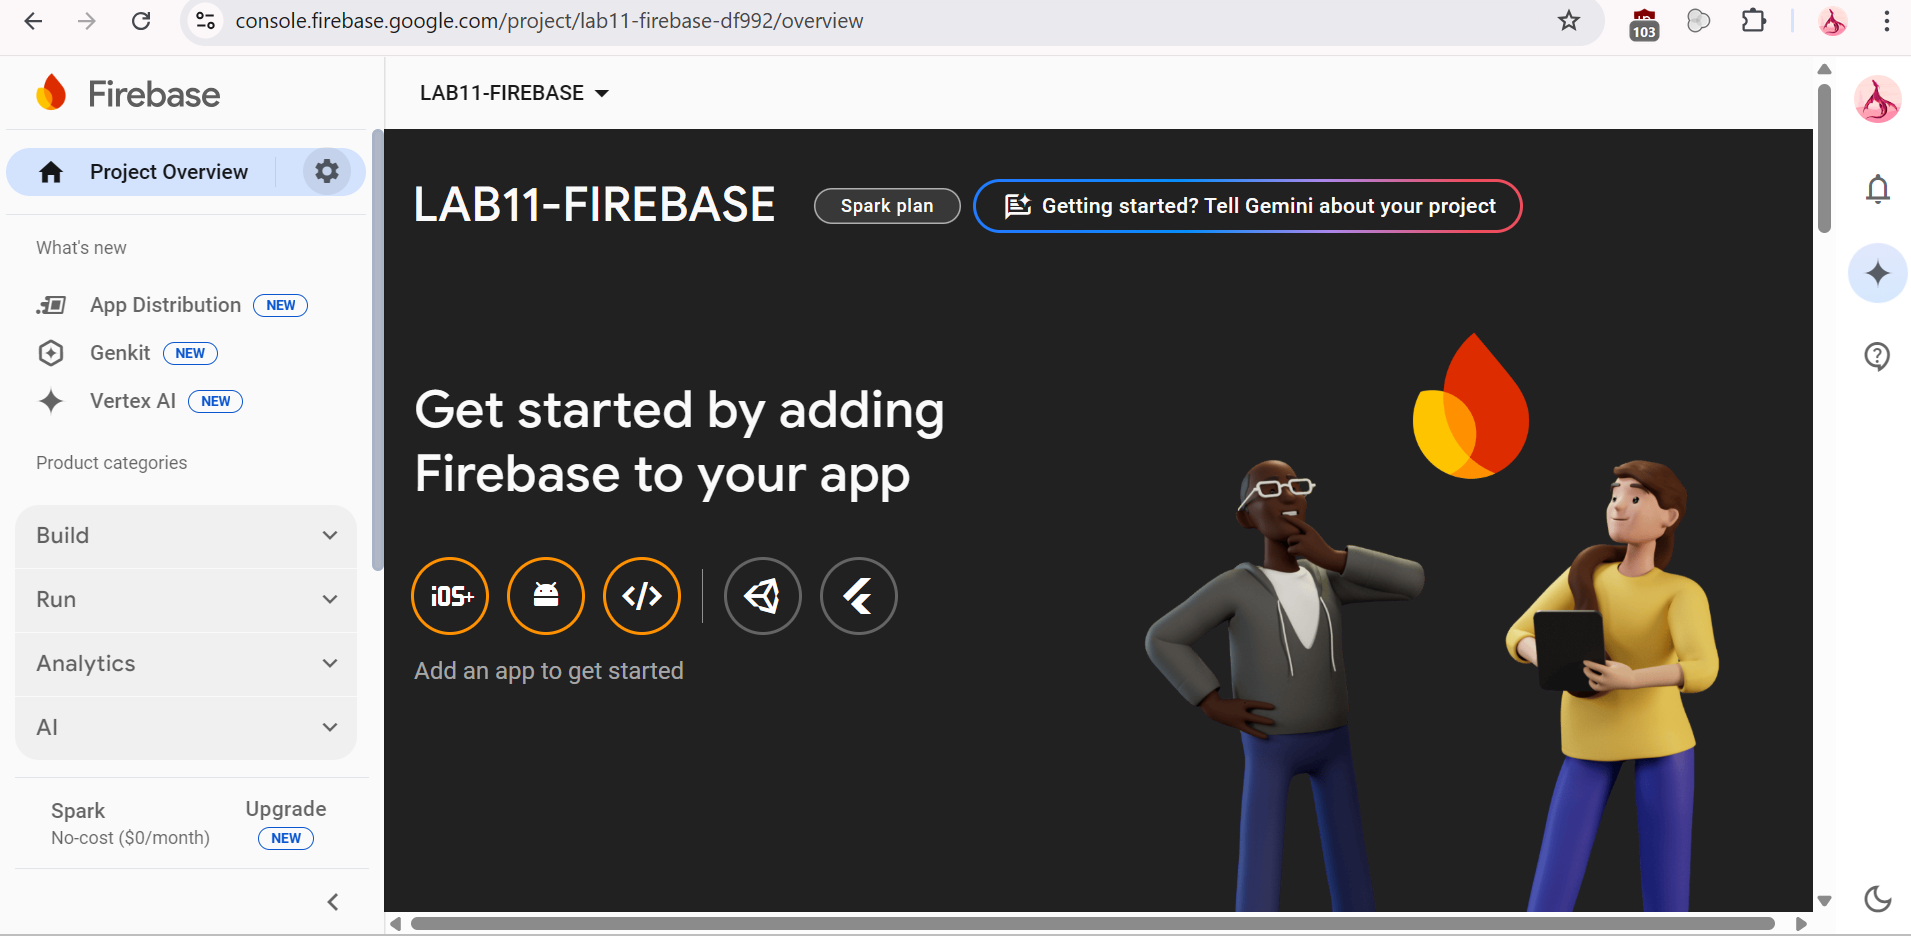 console.firebase.google.com/project/lab11-firebase-df992/overview
103
Firebase
LAB11-FIREBASE
Project Overview
What's new
App Distribution NEW
Genkit NEW
Vertex AI NEW
Product categories
Build
Run
Analytics
AI
Spark
No-cost ($0/month)
Upgrade
NEW
LAB11-FIREBASE
Spark plan
Getting started? Tell Gemini about your project
Get started by adding
Firebase to your app
iOS+
Add an app to get started